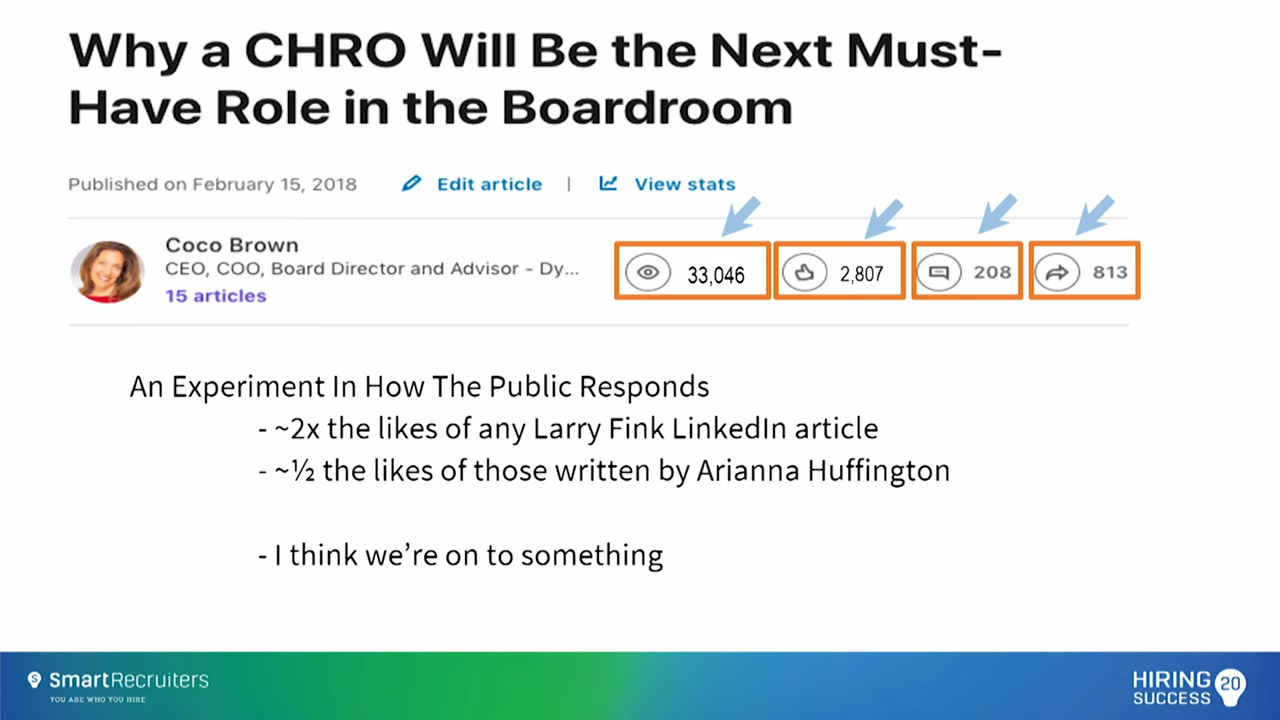 Why a CHRO Will Be the Next Must-
Have Role in the Boardroom
Published on February 15, 2018 Edit article | View stats
Coco Brown
CEO, COO, Board Director and Advisor - Dy...
15 articles
33,046 2,807 208 813
An Experiment In How The Public Responds
- ~2x the likes of any Larry Fink LinkedIn article
- ~½ the likes of those written by Arianna Huffington
- I think we’re on to something
SmartRecruiters
YOU ARE WHO YOU HIRE
HIRING
SUCCESS 20